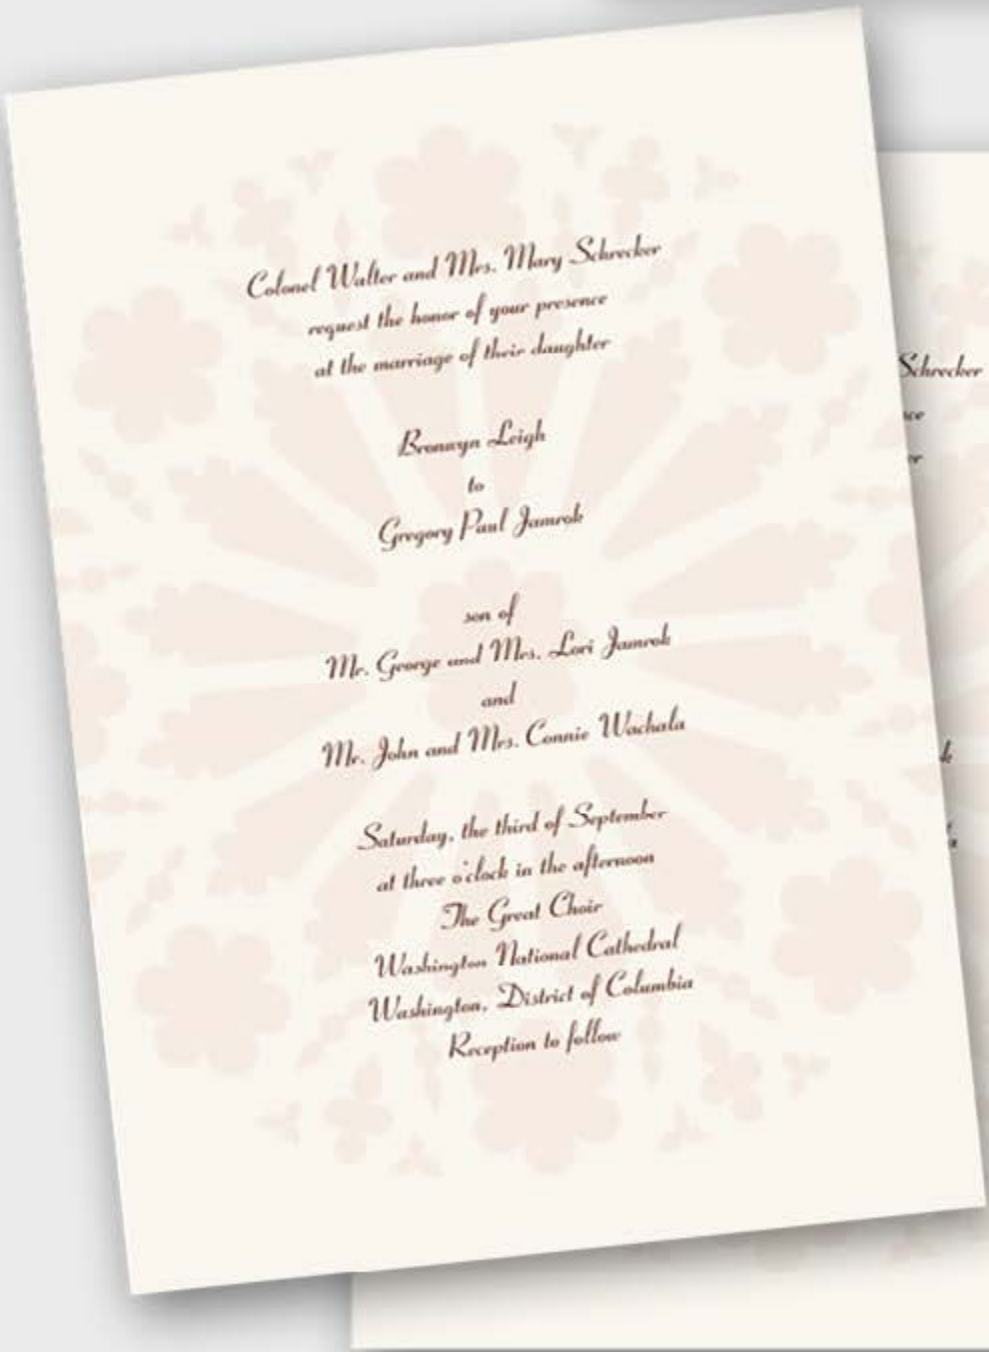 Colonel Walter and Mrs. Mary Schrecker
request the honor of your presence
at the marriage of their daughter
Bronwyn Leigh
to
Gregory Paul Jamrok
son of
Mr. George and Mrs. Lori Jamrok
and
Mr. John and Mrs. Connie Wachala
Saturday, the third of September
at three o'clock in the afternoon
The Great Choir
Washington National Cathedral
Washington, District of Columbia
Reception to follow
Schrecker